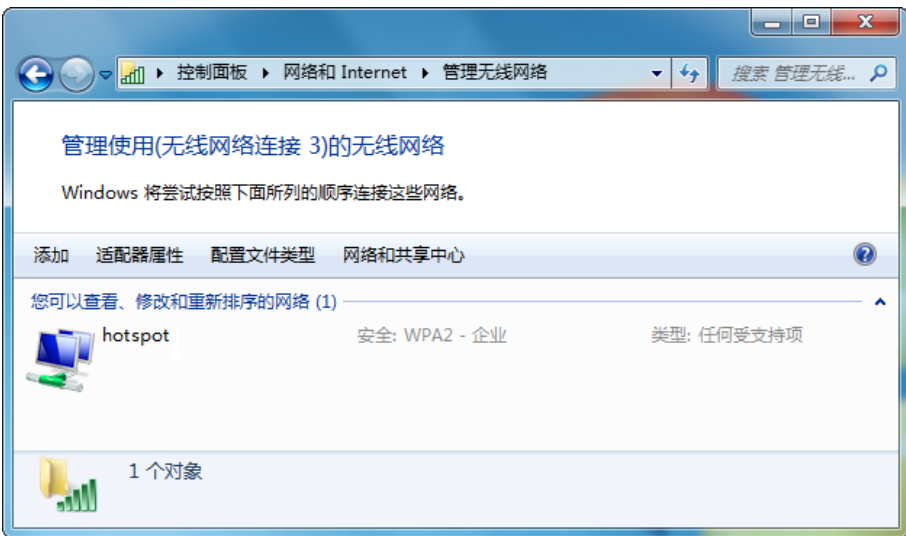 控制面板 ▸ 网络和 Internet ▸ 管理无线网络
搜索 管理无线...
管理使用(无线网络连接 3)的无线网络
Windows 将尝试按照下面所列的顺序连接这些网络。
添加 适配器属性 配置文件类型 网络和共享中心
您可以查看、修改和重新排序的网络 (1)
hotspot 安全: WPA2 - 企业 类型: 任何受支持项
1 个对象